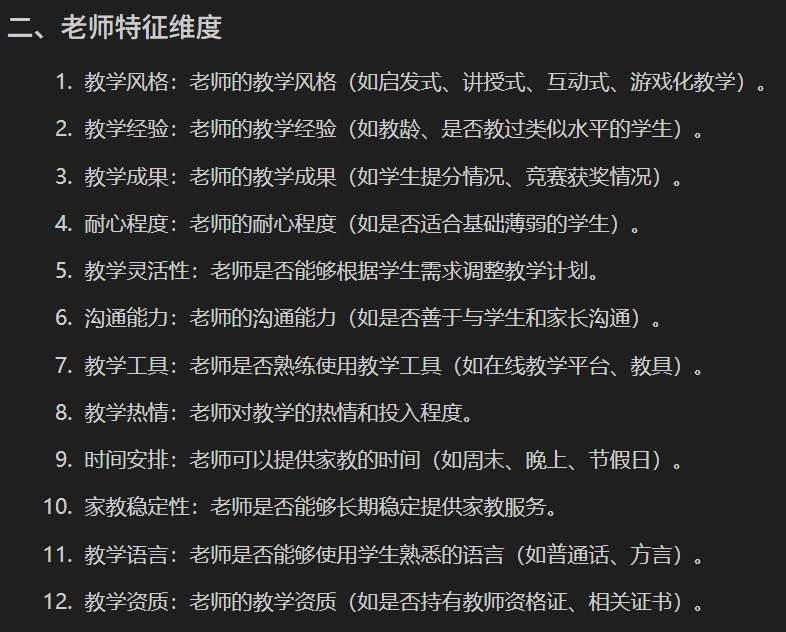 二、老师特征维度
1. 教学风格：老师的教学风格（如启发式、讲授式、互动式、游戏化教学）。
2. 教学经验：老师的教学经验（如教龄、是否教过类似水平的学生）。
3. 教学成果：老师的教学成果（如学生提分情况、竞赛获奖情况）。
4. 耐心程度：老师的耐心程度（如是否适合基础薄弱的学生）。
5. 教学灵活性：老师是否能够根据学生需求调整教学计划。
6. 沟通能力：老师的沟通能力（如是否善于与学生和家长沟通）。
7. 教学工具：老师是否熟练使用教学工具（如在线教学平台、教具）。
8. 教学热情：老师对教学的热情和投入程度。
9. 时间安排：老师可以提供家教的时间（如周末、晚上、节假日）。
10. 家教稳定性：老师是否能够长期稳定提供家教服务。
11. 教学语言：老师是否能够使用学生熟悉的语言（如普通话、方言）。
12. 教学资质：老师的教学资质（如是否持有教师资格证、相关证书）。